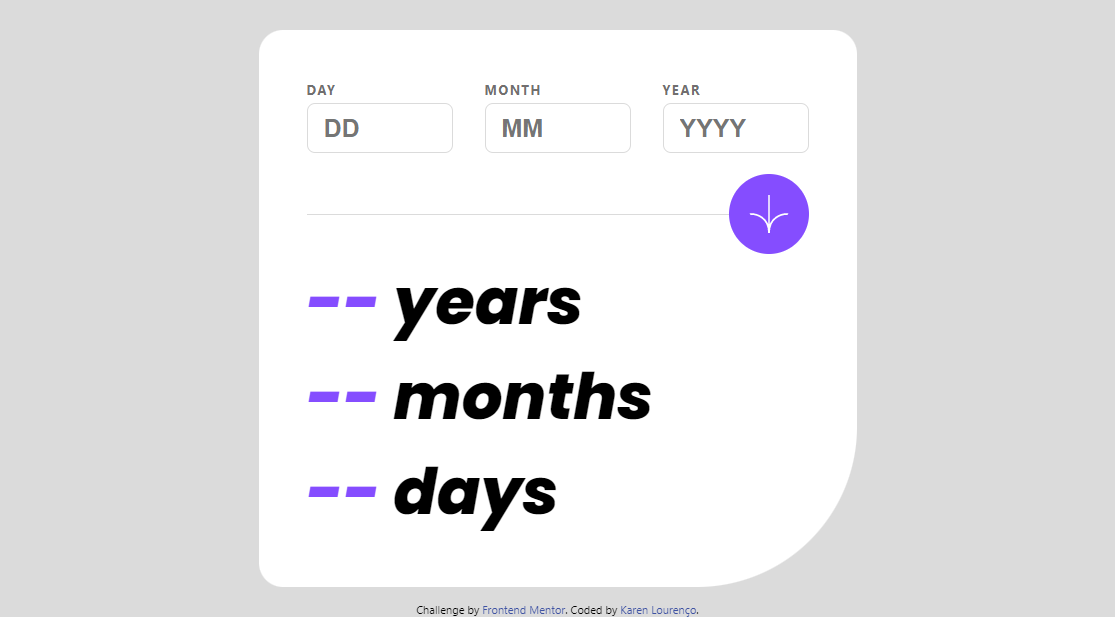 DAY MONTH YEAR
DD MM YYYY
-- years
-- months
-- days
Challenge by Frontend Mentor. Coded by Karen Lourenço.